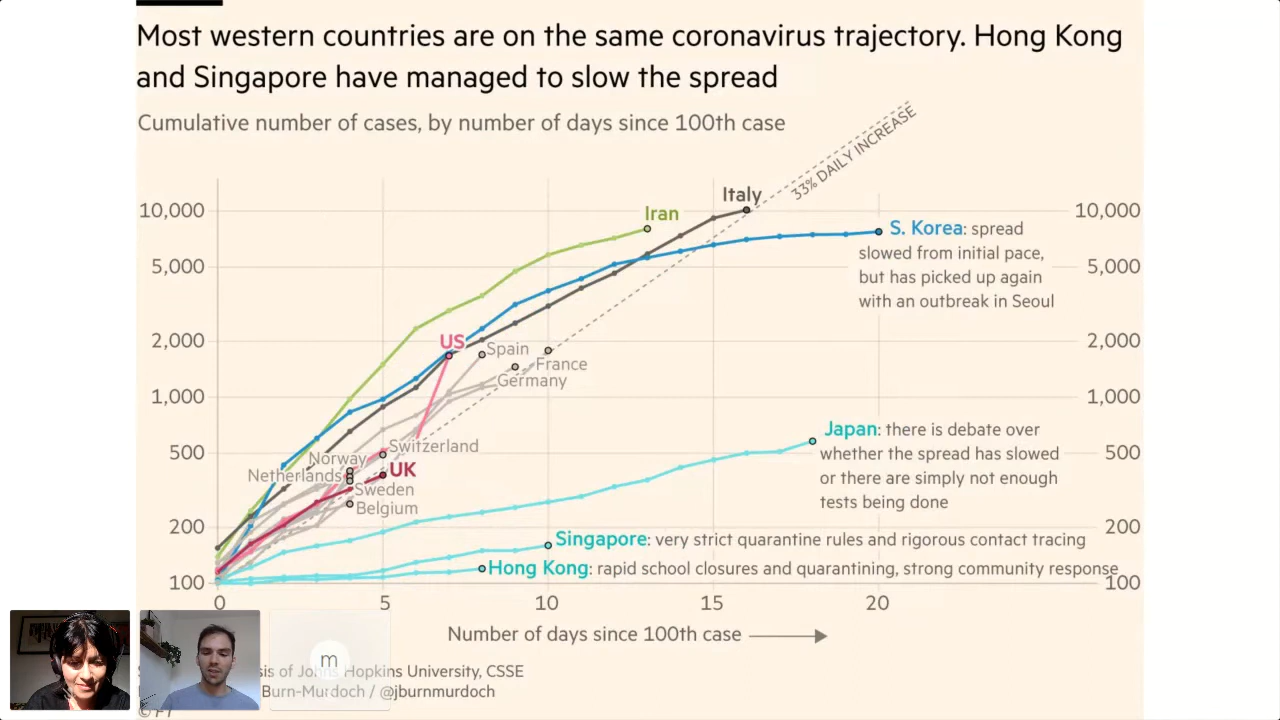 Most western countries are on the same coronavirus trajectory. Hong Kong
and Singapore have managed to slow the spread
Cumulative number of cases, by number of days since 100th case
33% DAILY INCREASE
Italy
Iran
10,000
10,000
S. Korea: spread
slowed from initial pace,
but has picked up again
with an outbreak in Seoul
5,000
5,000
US
Spain
2,000
2,000
France
Germany
1,000
1,000
Japan: there is debate over
whether the spread has slowed
or there are simply not enough
tests being done
500
500
Switzerland
Norway
UK
Netherlands
Sweden
Belgium
200
200
Singapore: very strict quarantine rules and rigorous contact tracing
Hong Kong: rapid school closures and quarantining, strong community response
100
100
0 5 10 15 20
Number of days since 100th case
m
of Johns Hopkins University, CSSE
Burn-Murdoch / @jburnmurdoch
© FT